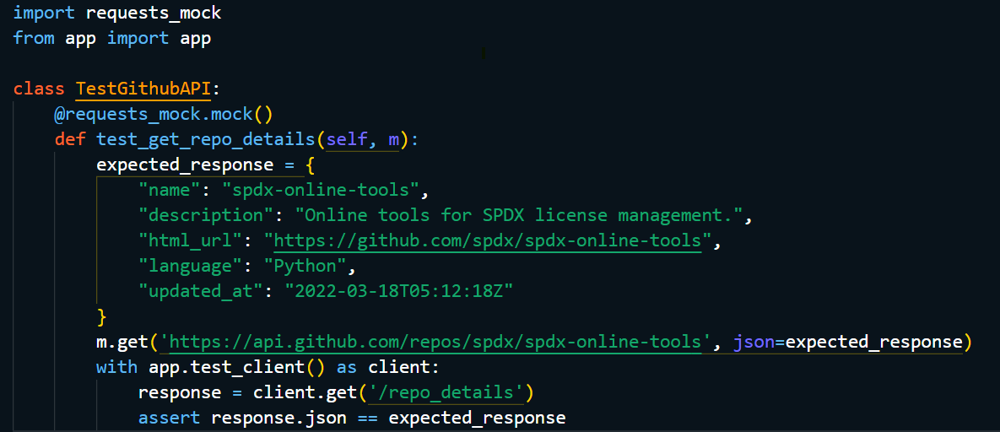 import requests_mock
from app import app
class TestGithubAPI:
@requests_mock.mock()
def test_get_repo_details(self, m):
expected_response = {
"name": "spdx-online-tools",
"description": "Online tools for SPDX license management.",
"html_url": "https://github.com/spdx/spdx-online-tools",
"language": "Python",
"updated_at": "2022-03-18T05:12:18Z"
}
m.get('https://api.github.com/repos/spdx/spdx-online-tools', json=expected_response)
with app.test_client() as client:
response = client.get('/repo_details')
assert response.json == expected_response